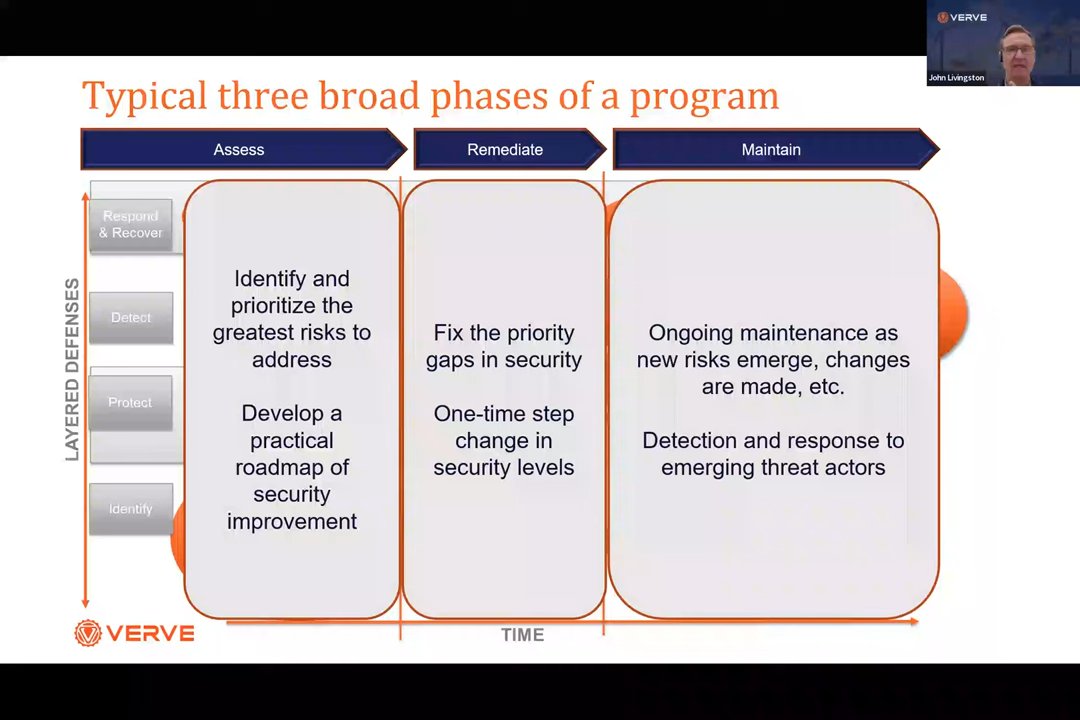 VERVE
John Livingston
Typical three broad phases of a program
Assess
Remediate
Maintain
LAYERED DEFENSES
Respond
& Recover
Detect
Protect
Identify
Identify and
prioritize the
greatest risks to
address
Develop a
practical
roadmap of
security
improvement
Fix the priority
gaps in security
One-time step
change in
security levels
Ongoing maintenance as
new risks emerge, changes
are made, etc.
Detection and response to
emerging threat actors
VERVE
TIME